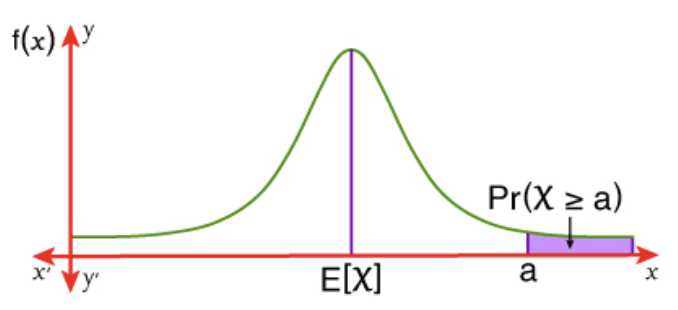 f(x)
y
Pr(X ≥ a)
x′
y′
E[X]
a
x